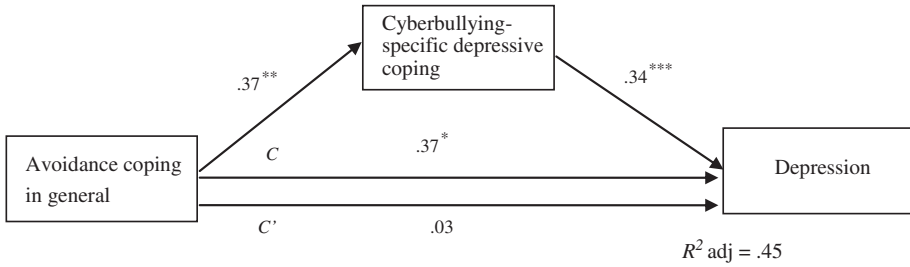 Cyberbullying-
specific depressive
coping
.37**
.34***
Avoidance coping
in general
C
.37*
Depression
C'
.03
R² adj = .45